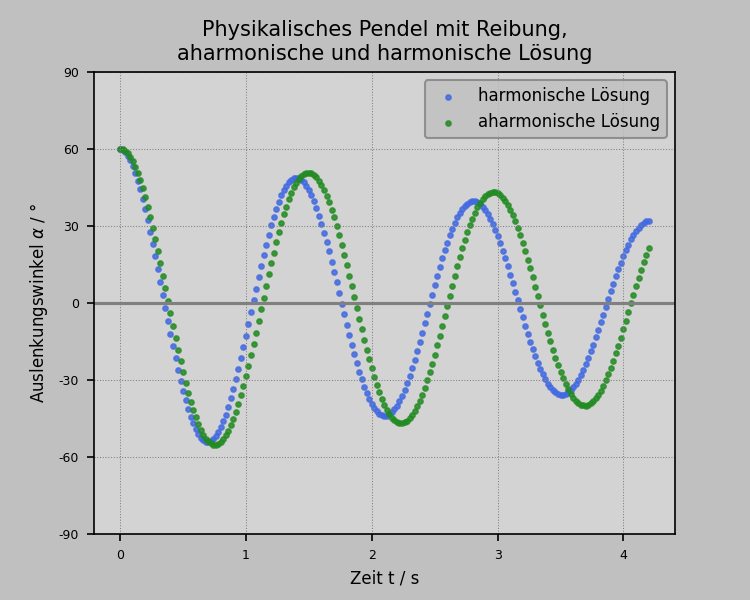 Physikalisches Pendel mit Reibung,
aharmonische und harmonische Lösung
harmonische Lösung
aharmonische Lösung
Auslenkungswinkel α / °
90
60
30
0
-30
-60
-90
0 1 2 3 4
Zeit t / s